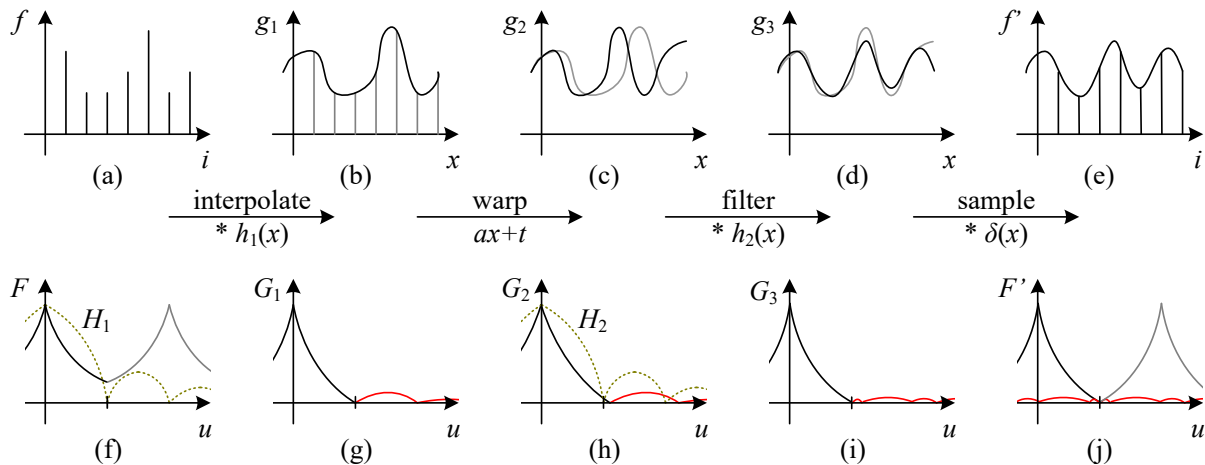 f g1 g2 g3 f'
i x x x i
(a) (b) (c) (d) (e)
interpolate warp filter sample
* h1(x) ax+t * h2(x) * δ(x)
F H1 G1 G2 H2 G3 F'
u u u u u
(f) (g) (h) (i) (j)